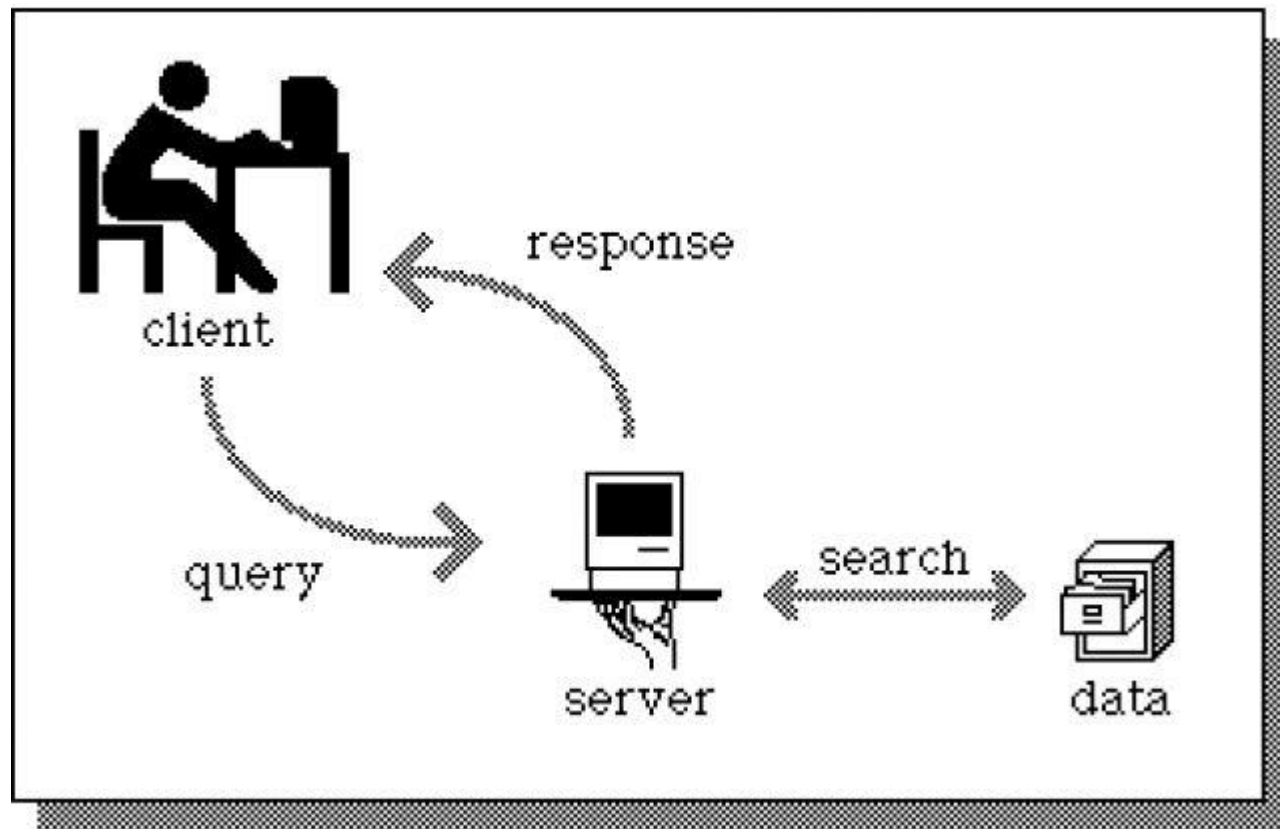 response
client
query
search
server
data